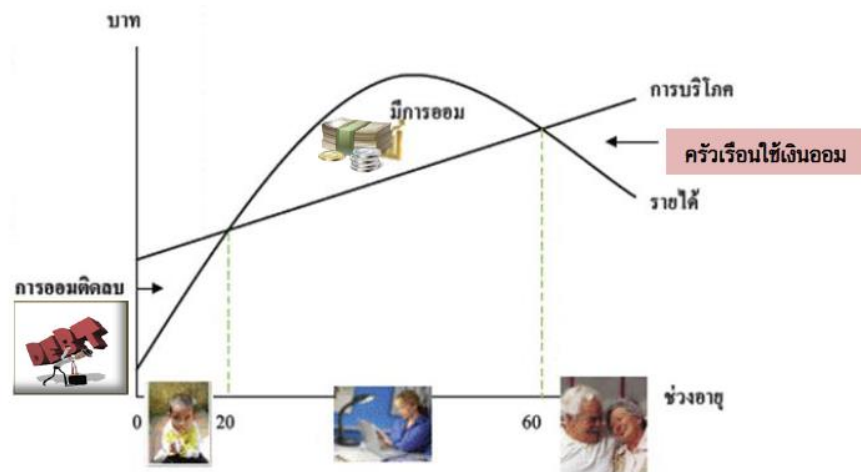 บาท
การบริโภค
มีการออม
ครัวเรือนใช้เงินออม
รายได้
การออมติดลบ
DEBT
ช่วงอายุ
0
20
60